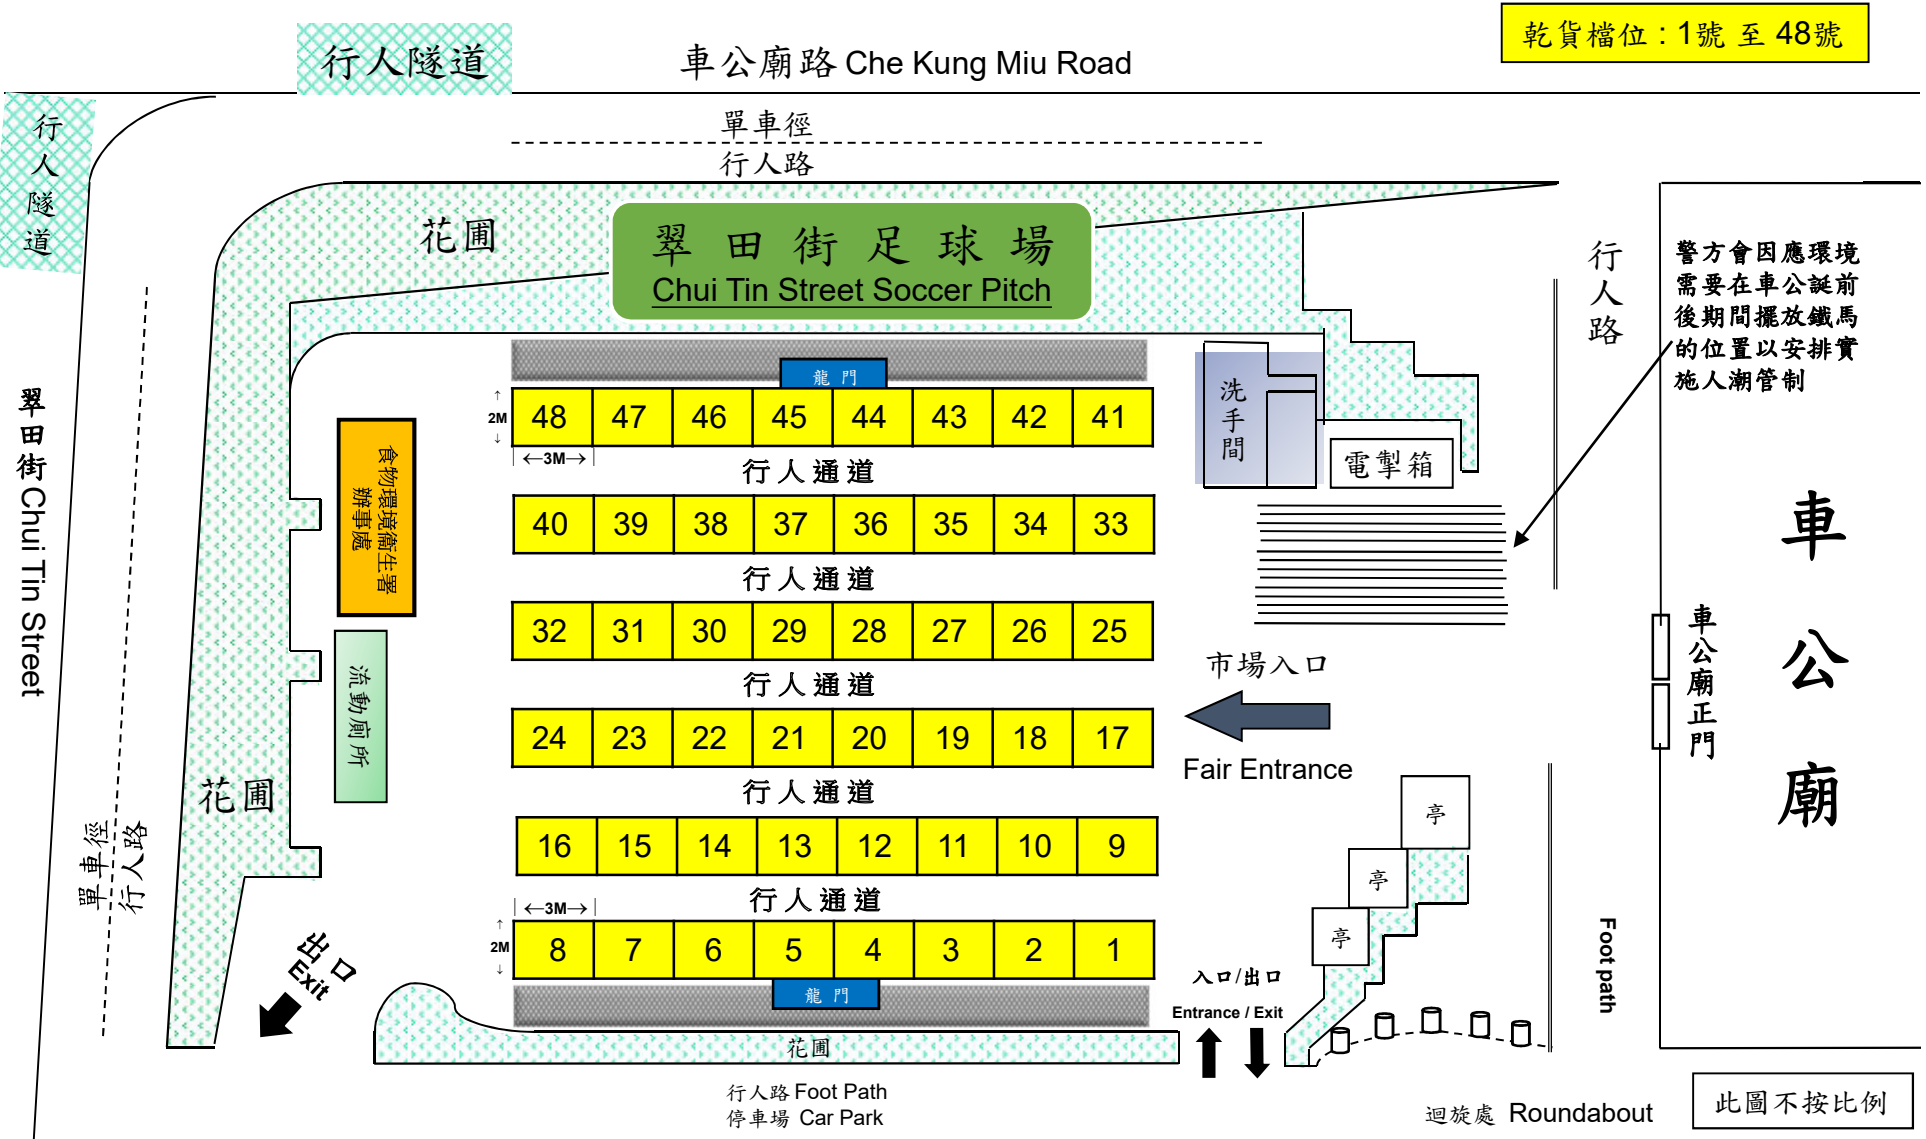 乾貨檔位：1號 至 48號
行人隧道
車公廟路 Che Kung Miu Road
行人隧道
單車徑
行人路
花圃
翠田街足球場
Chui Tin Street Soccer Pitch
行人路
警方會因應環境
需要在車公誕前
後期間擺放鐵馬
的位置以安排實
施人潮管制
龍門
↑
2M
↓
48 47 46 45 44 43 42 41
←3M→
行人通道
洗手間
電掣箱
翠田街 Chui Tin Street
食物環境衞生署
辦事處
40 39 38 37 36 35 34 33
行人通道
32 31 30 29 28 27 26 25
行人通道
市場入口
Fair Entrance
車公廟正門
車公廟
流動廁所
24 23 22 21 20 19 18 17
行人通道
花圃
單車徑
行人路
16 15 14 13 12 11 10 9
行人通道
亭
亭
亭
←3M→
↑
2M
↓
8 7 6 5 4 3 2 1
龍門
出口
Exit
入口/出口
Entrance / Exit
Foot path
花圃
行人路 Foot Path
停車場 Car Park
迴旋處 Roundabout
此圖不按比例